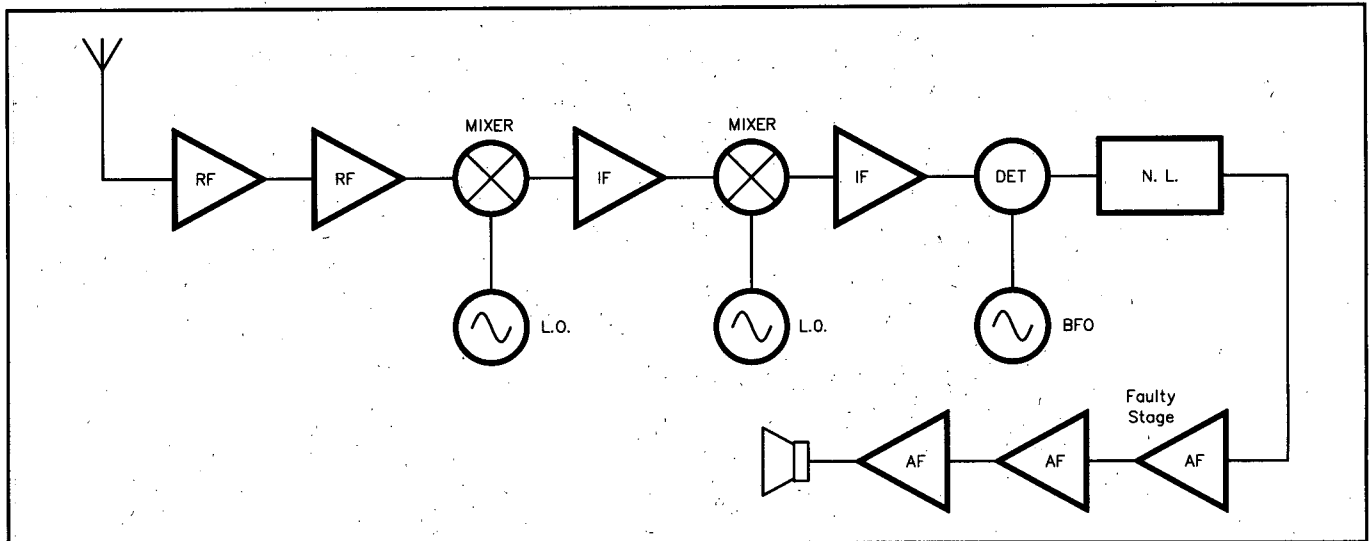 MIXER
MIXER
RF
RF
IF
IF
DET
N. L.
L.O.
L.O.
BFO
Faulty
Stage
AF
AF
AF